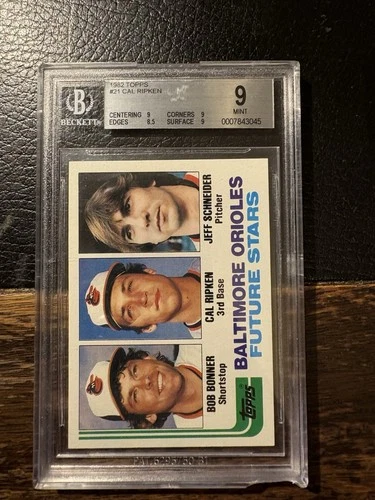 1982 TOPPS
#21 CAL RIPKEN
B
BECKETT
CENTERING 9 CORNERS 9
EDGES 8.5 SURFACE 9
9
MINT
0007843045
JEFF SCHNEIDER
Pitcher
CAL RIPKEN
3rd Base
BOB BONNER
Shortstop
BALTIMORE ORIOLES
FUTURE STARS
TOPPS